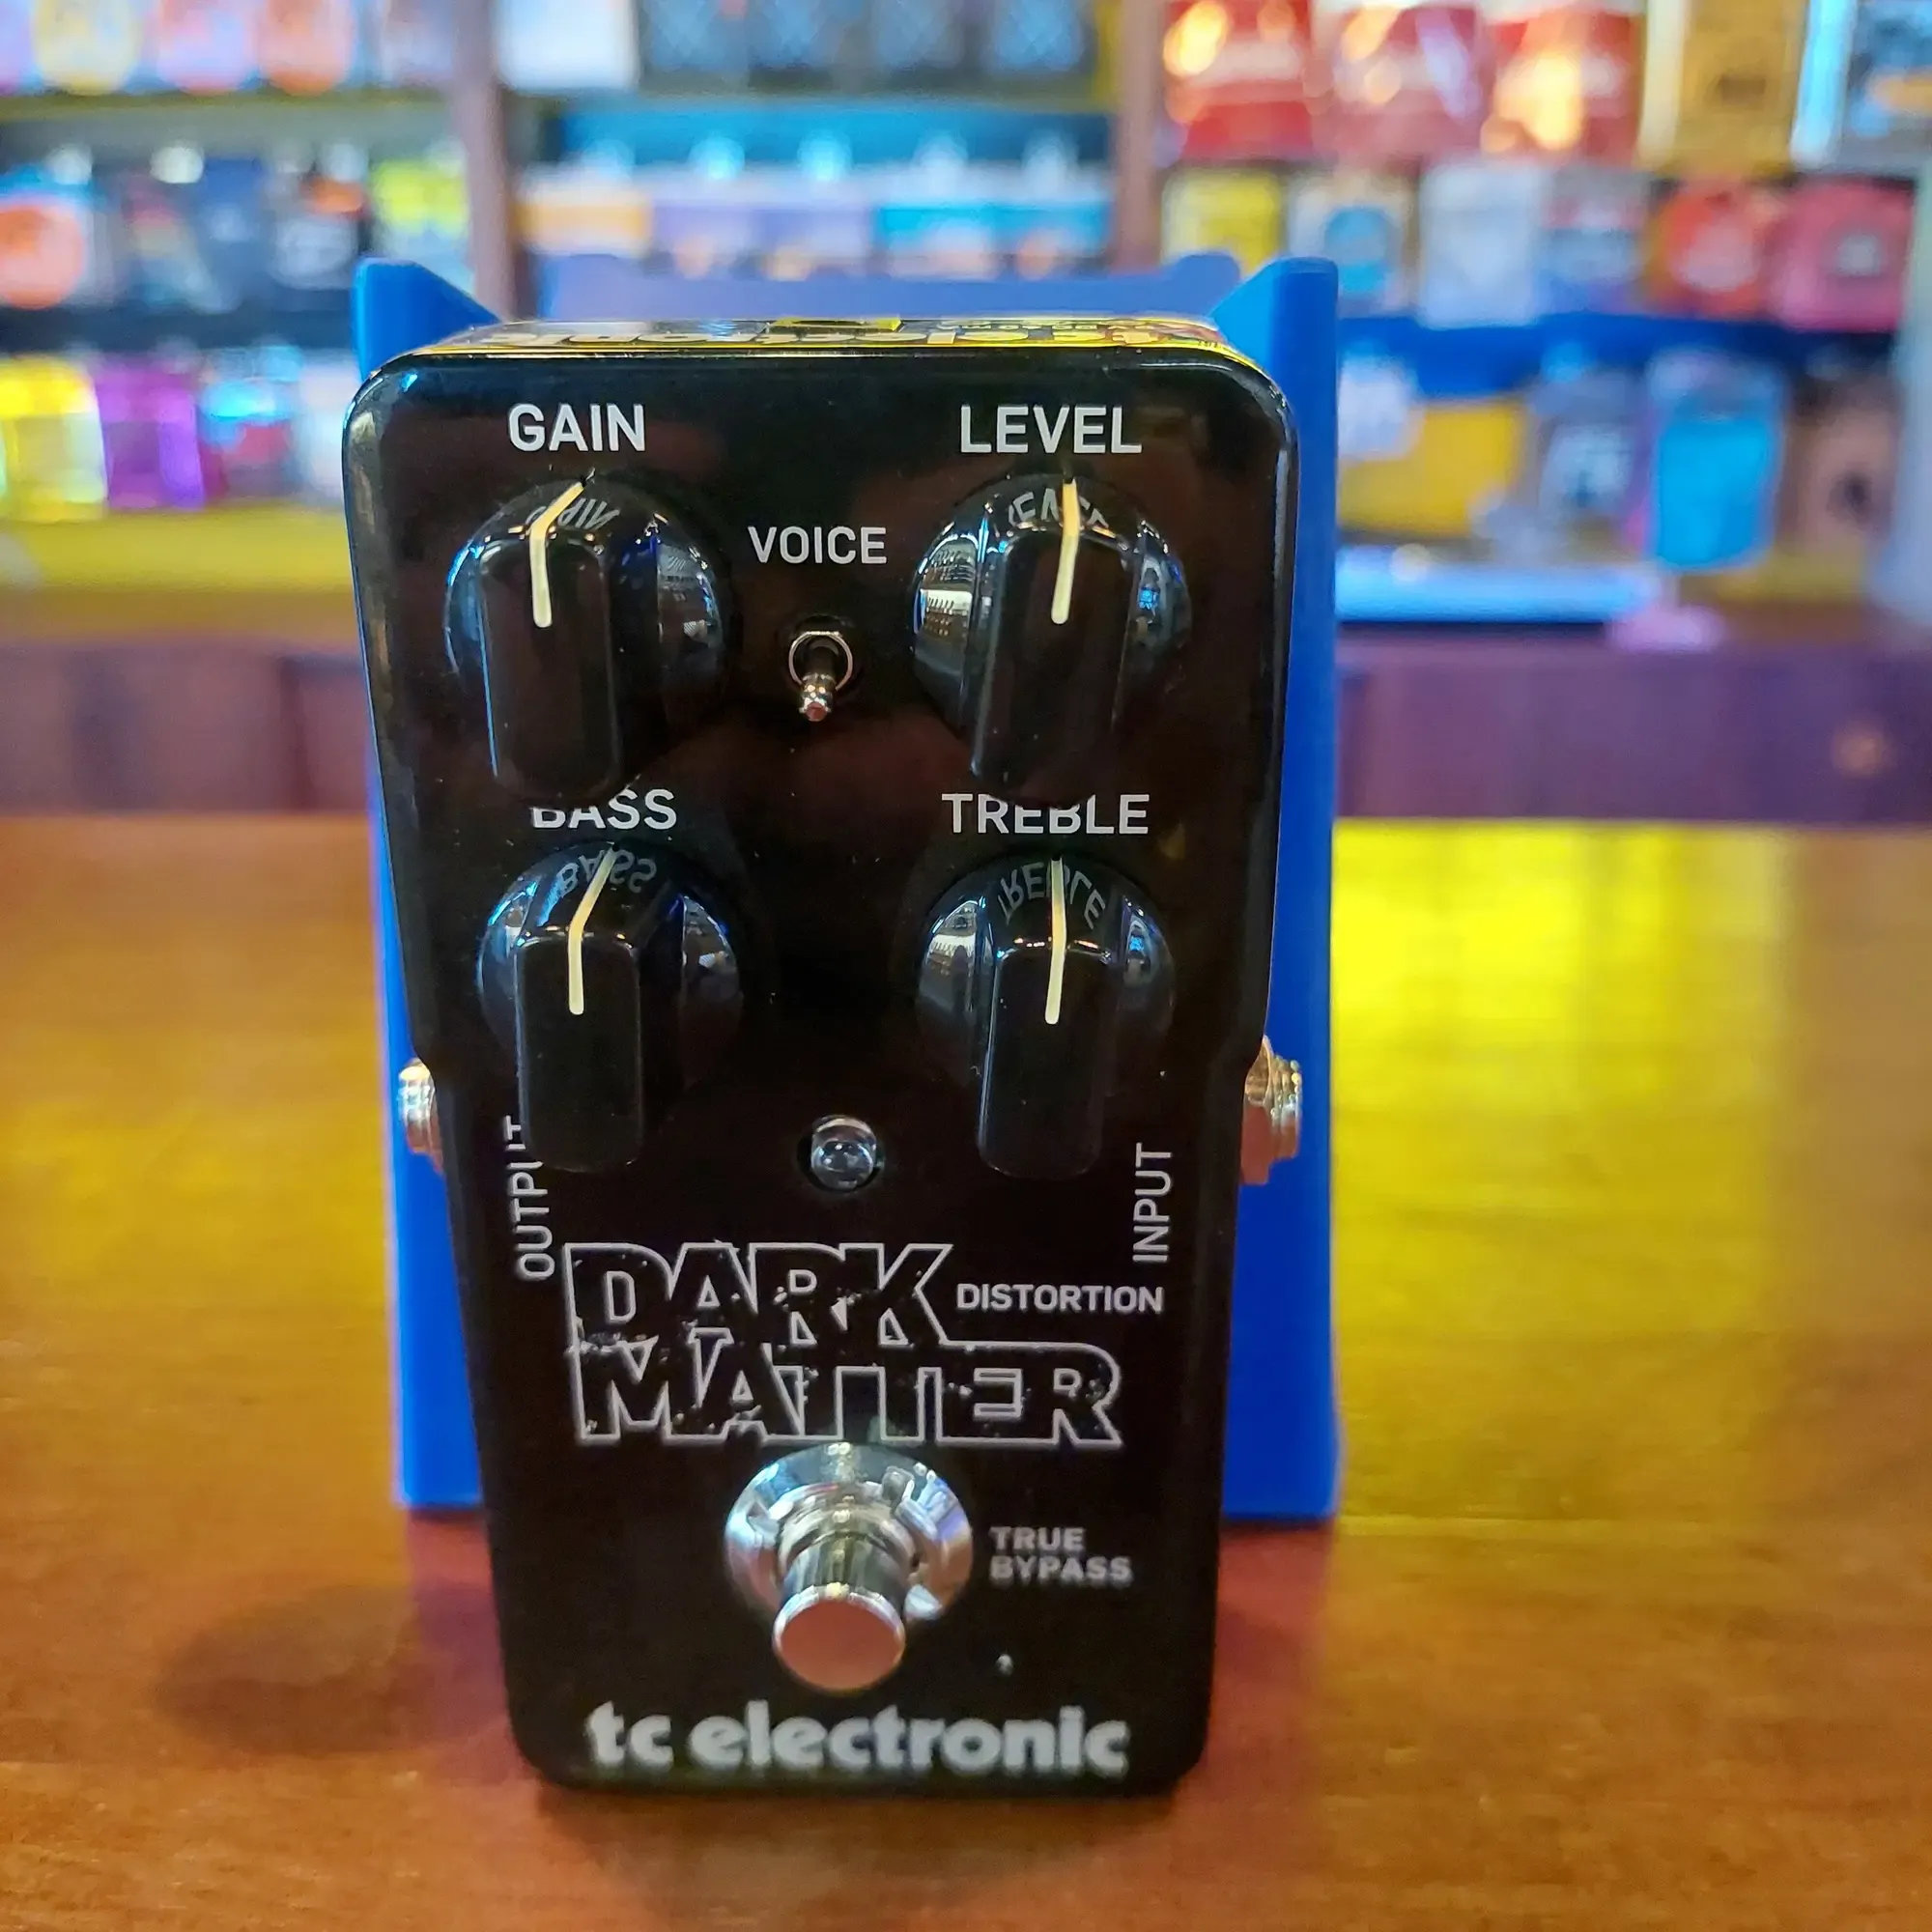 GAIN
LEVEL
VOICE
BASS
TREBLE
OUTPUT
INPUT
DARK
DISTORTION
MATTER
TRUE
BYPASS
tc electronic